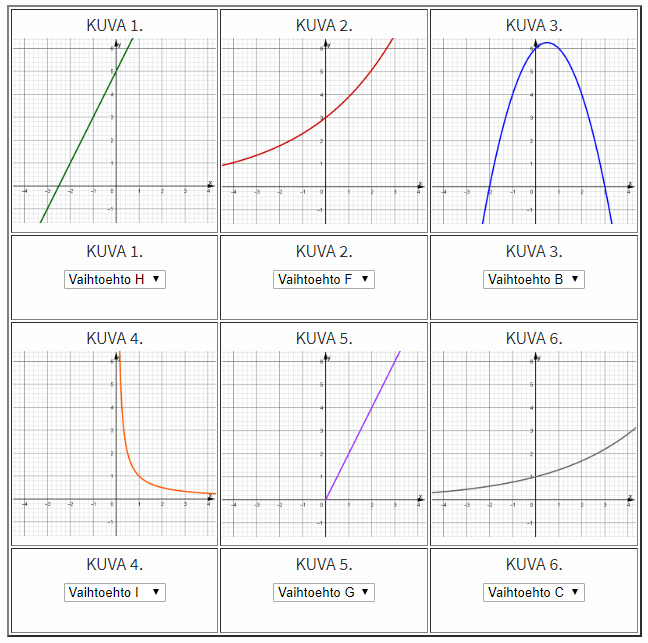 KUVA 1.
KUVA 2.
KUVA 3.
KUVA 1.
KUVA 2.
KUVA 3.
Vaihtoehto H
Vaihtoehto F
Vaihtoehto B
KUVA 4.
KUVA 5.
KUVA 6.
KUVA 4.
KUVA 5.
KUVA 6.
Vaihtoehto I
Vaihtoehto G
Vaihtoehto C